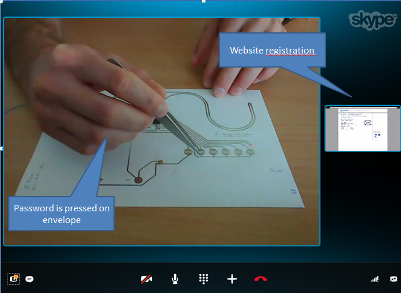 skype
Website registration
Password is pressed on
envelope